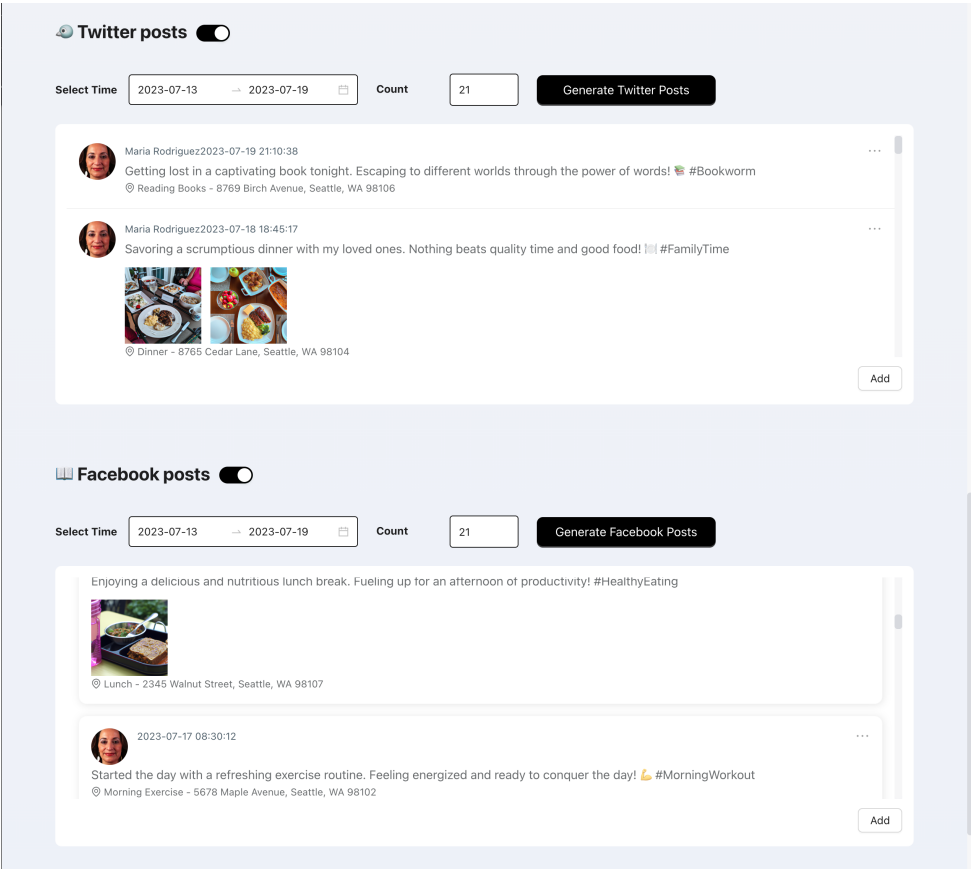 Twitter posts
Select Time 2023-07-13 → 2023-07-19 Count 21 Generate Twitter Posts
Maria Rodriguez2023-07-19 21:10:38 ...
Getting lost in a captivating book tonight. Escaping to different worlds through the power of words! 📚 #Bookworm
Reading Books - 8769 Birch Avenue, Seattle, WA 98106
Maria Rodriguez2023-07-18 18:45:17 ...
Savoring a scrumptious dinner with my loved ones. Nothing beats quality time and good food! 🍽️ #FamilyTime
Dinner - 8765 Cedar Lane, Seattle, WA 98104
Add
Facebook posts
Select Time 2023-07-13 → 2023-07-19 Count 21 Generate Facebook Posts
Enjoying a delicious and nutritious lunch break. Fueling up for an afternoon of productivity! #HealthyEating
Lunch - 2345 Walnut Street, Seattle, WA 98107
2023-07-17 08:30:12 ...
Started the day with a refreshing exercise routine. Feeling energized and ready to conquer the day! 💪 #MorningWorkout
Morning Exercise - 5678 Maple Avenue, Seattle, WA 98102
Add